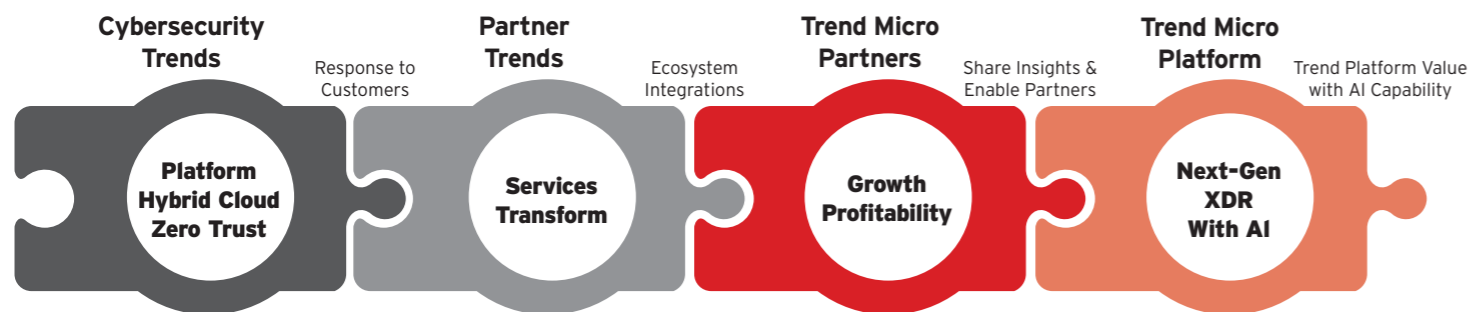 Cybersecurity
Trends
Response to
Customers
Partner
Trends
Ecosystem
Integrations
Trend Micro
Partners
Share Insights &
Enable Partners
Trend Micro
Platform
Trend Platform Value
with AI Capability
Platform
Hybrid Cloud
Zero Trust
Services
Transform
Growth
Profitability
Next-Gen
XDR
With AI